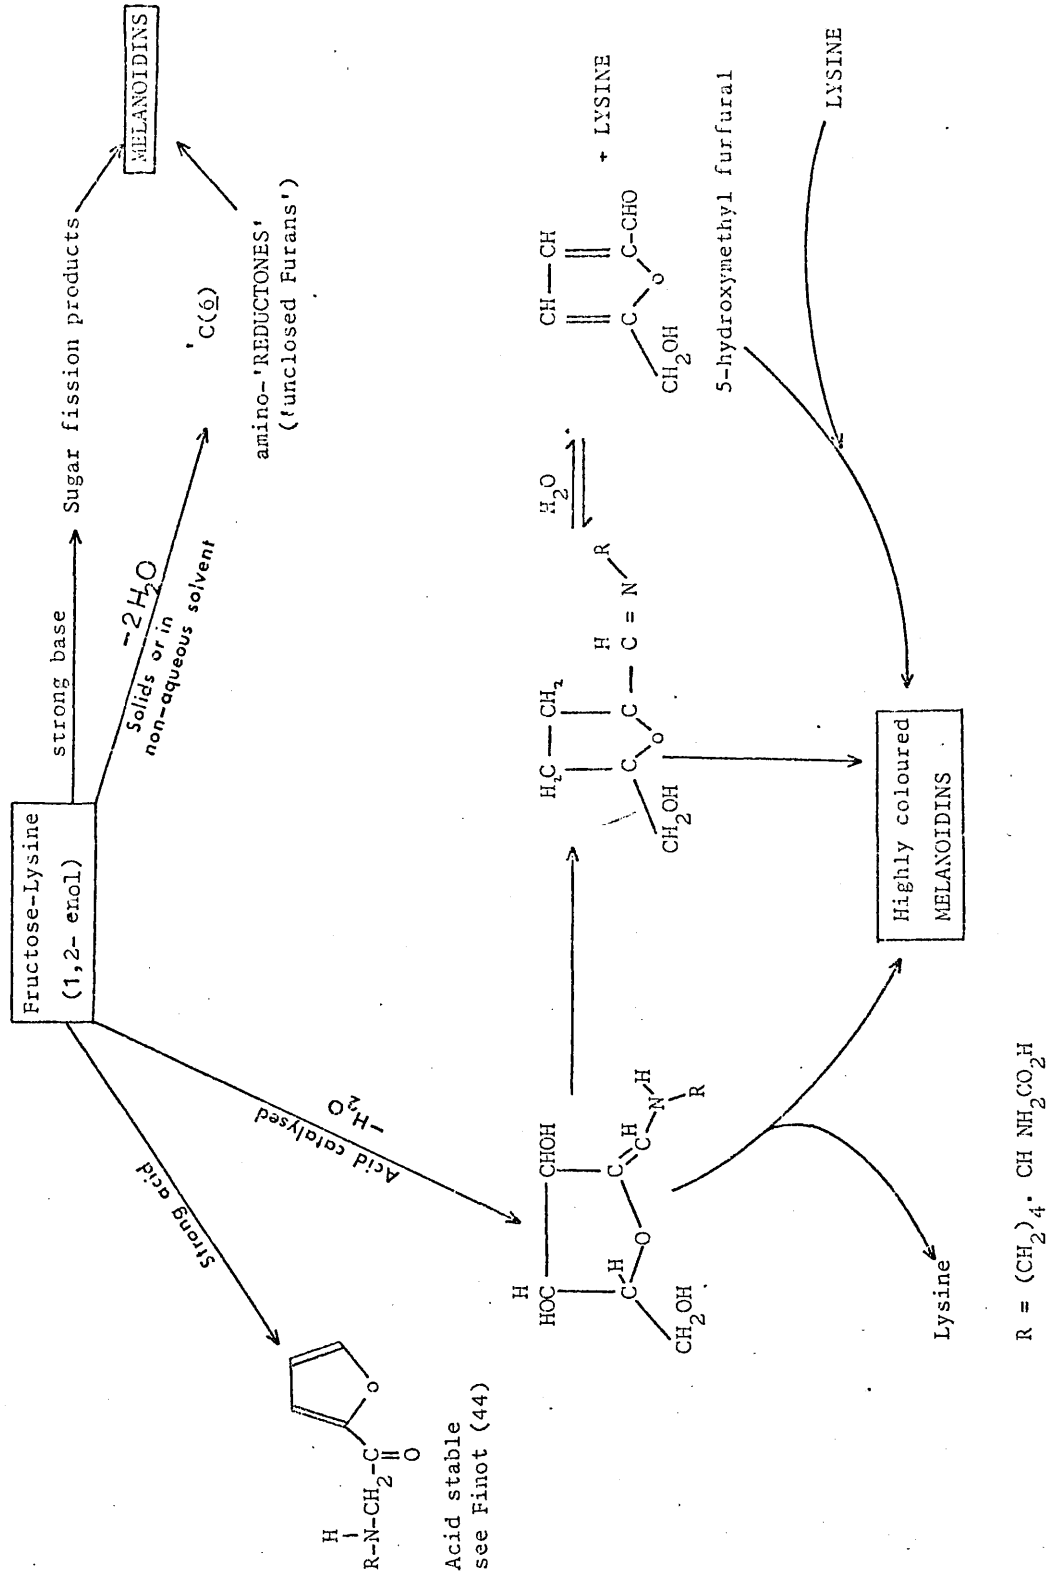 Fructose-Lysine
(1,2- enol)
strong base
Sugar fission products
MELANOIDINS
-2H2O
Solids or in
non-aqueous solvent
'C(6)
amino-'REDUCTONES'
('unclosed Furans')
Strong acid
Acid catalysed
-H2O
H
R-N-CH2-C
O
O
Acid stable
see Finot (44)
H
HOC
CHOH
H
C
C
CH
N
H
R
O
CH2OH
H2C — CH2
H
C
C — C = N
R
O
CH2OH
H2O
CH — CH
C
C-CHO
O
CH2OH
+ LYSINE
5-hydroxymethyl furfural
LYSINE
Highly coloured
MELANOIDINS
Lysine
R = (CH2)4. CH NH2CO2H